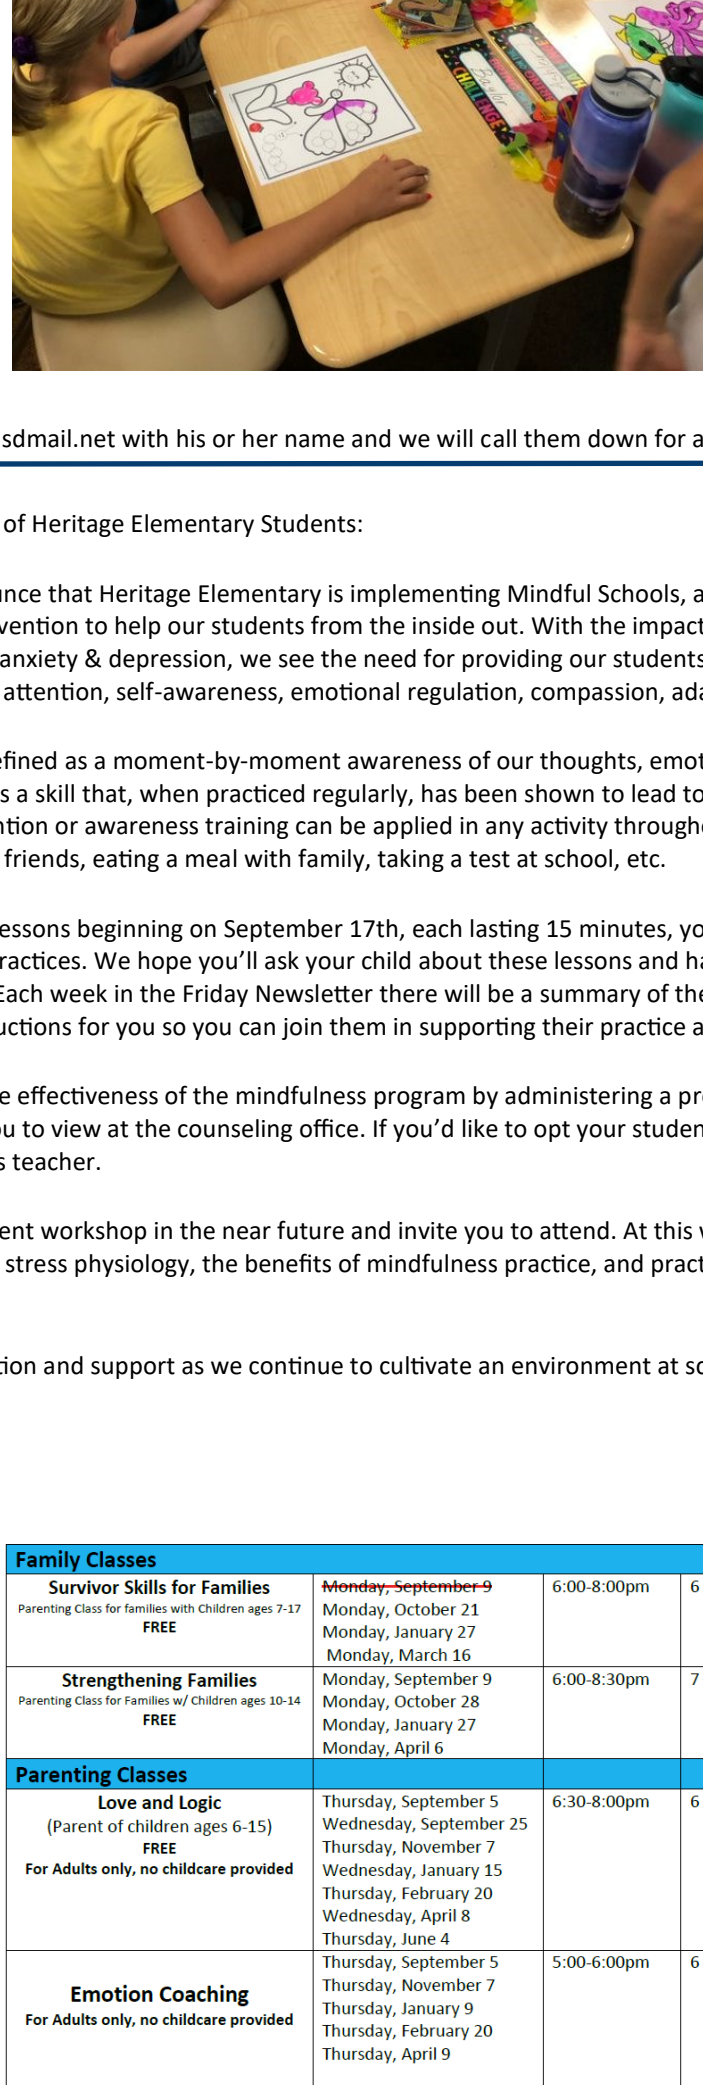 CHALLENGE
sdmail.net with his or her name and we will call them down for a
of Heritage Elementary Students:
unce that Heritage Elementary is implementing Mindful Schools, a
vention to help our students from the inside out. With the impact
anxiety & depression, we see the need for providing our students
attention, self-awareness, emotional regulation, compassion, ada
efined as a moment-by-moment awareness of our thoughts, emot
s a skill that, when practiced regularly, has been shown to lead to
ntion or awareness training can be applied in any activity througho
friends, eating a meal with family, taking a test at school, etc.
lessons beginning on September 17th, each lasting 15 minutes, yo
ractices. We hope you’ll ask your child about these lessons and ha
Each week in the Friday Newsletter there will be a summary of the
uctions for you so you can join them in supporting their practice a
e effectiveness of the mindfulness program by administering a pr
ou to view at the counseling office. If you’d like to opt your studen
s teacher.
ent workshop in the near future and invite you to attend. At this w
stress physiology, the benefits of mindfulness practice, and pract
tion and support as we continue to cultivate an environment at sc
Family Classes
Survivor Skills for Families
Parenting Class for families with Children ages 7-17
FREE
Monday, September 9
Monday, October 21
Monday, January 27
Monday, March 16
6:00-8:00pm
6
Strengthening Families
Parenting Class for Families w/ Children ages 10-14
FREE
Monday, September 9
Monday, October 28
Monday, January 27
Monday, April 6
6:00-8:30pm
7
Parenting Classes
Love and Logic
(Parent of children ages 6-15)
FREE
For Adults only, no childcare provided
Thursday, September 5
Wednesday, September 25
Thursday, November 7
Wednesday, January 15
Thursday, February 20
Wednesday, April 8
Thursday, June 4
6:30-8:00pm
6
Emotion Coaching
For Adults only, no childcare provided
Thursday, September 5
Thursday, November 7
Thursday, January 9
Thursday, February 20
Thursday, April 9
5:00-6:00pm
6